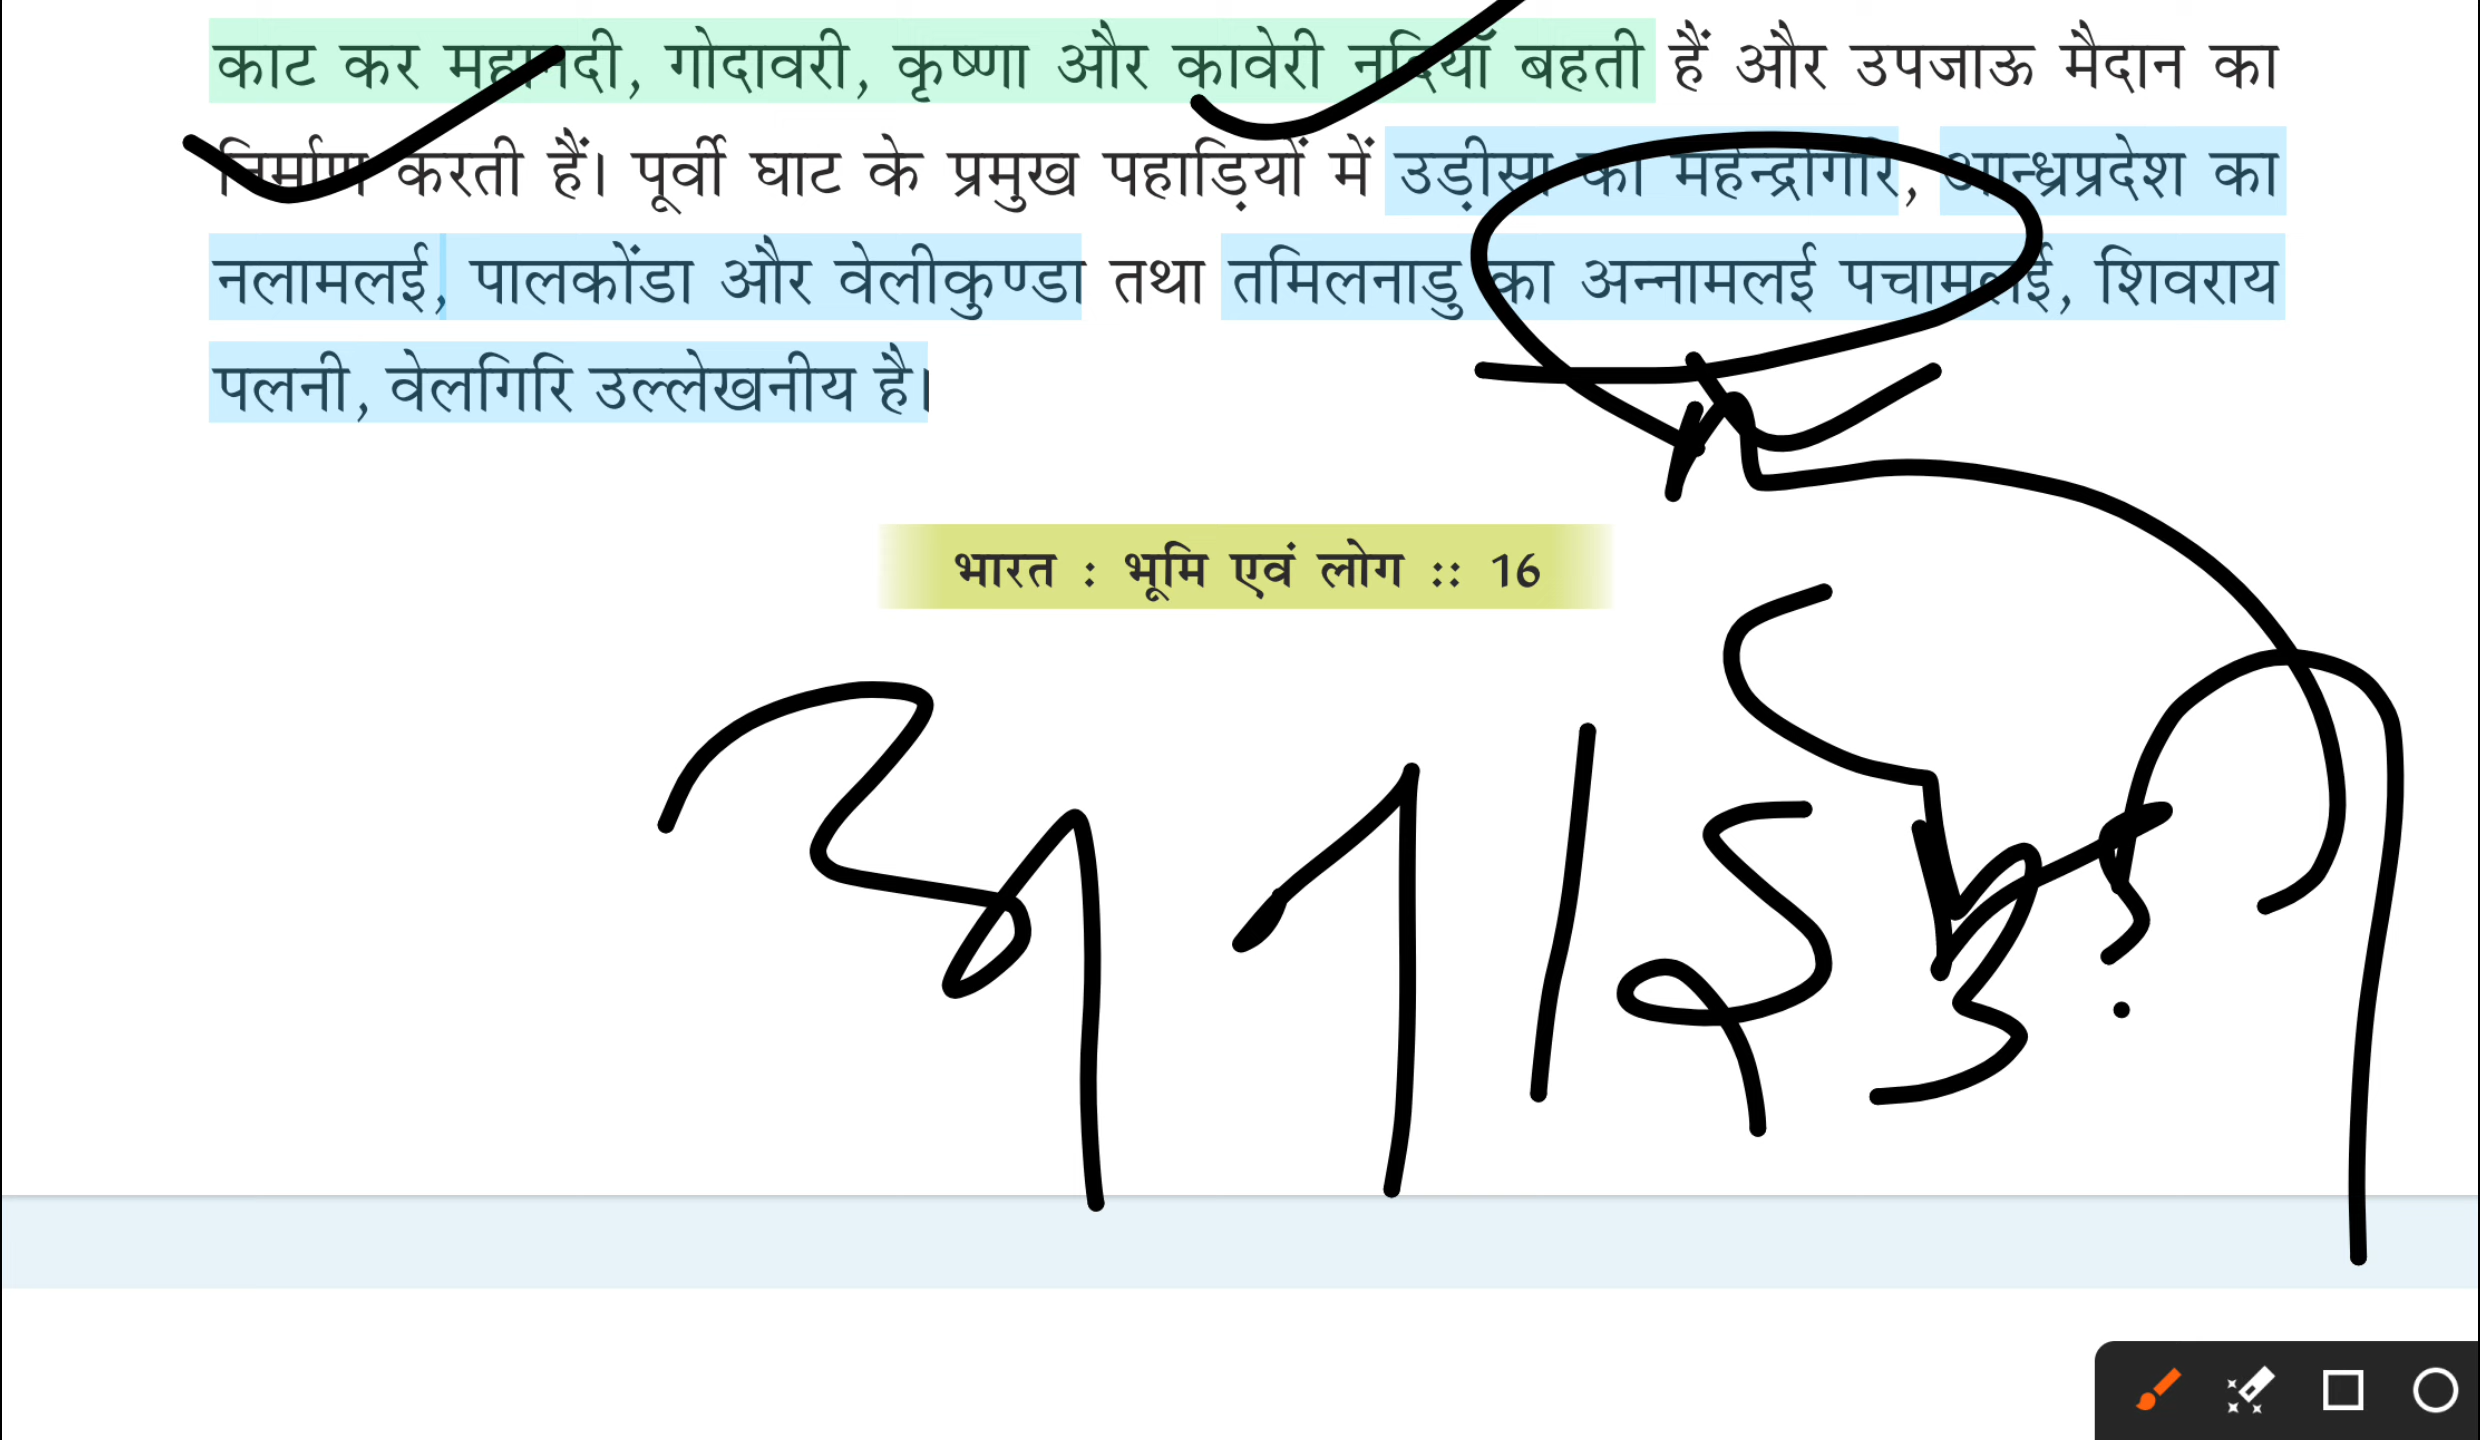 काट कर महानदी, गोदावरी, कृष्णा और कावेरी नदियाँ बहती हैं और उपजाऊ मैदान का
निर्माण करती हैं। पूर्वी घाट के प्रमुख पहाड़ियों में उड़ीसा का महेन्द्रगिरि, आन्ध्रप्रदेश का
नलामलई, पालकोंडा और वेलीकुण्डा तथा तमिलनाडु का अन्नामलई पचामलई, शिवराय
पलनी, वेलगिरि उल्लेखनीय है।
भारत : भूमि एवं लोग :: 16